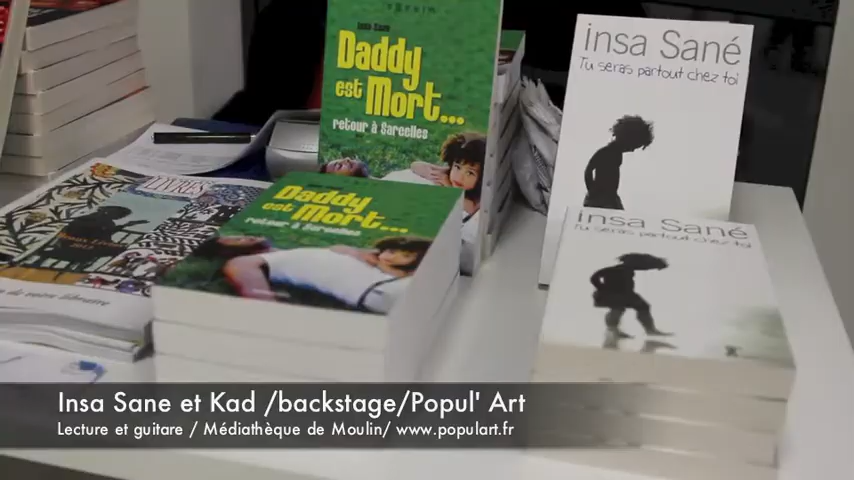 sarbacane
Insa Sané
Daddy
est Mort...
retour à Sarcelles
insa Sané
Tu seras partout chez toi
LIVRES
Daddy
est Mort...
retour à Sarcelles
insa Sané
Tu seras partout chez toi
de votre libraire
Insa Sane et Kad /backstage/Popul' Art
Lecture et guitare / Médiathèque de Moulin/ www.populart.fr